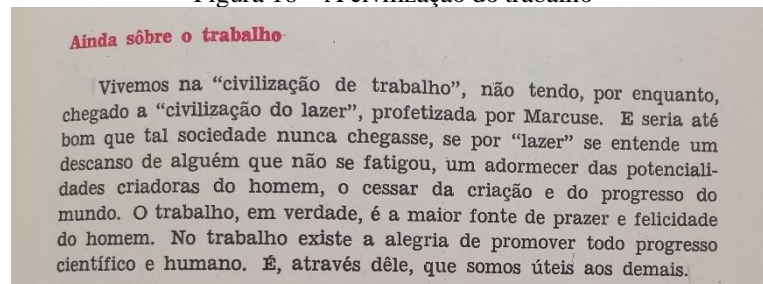 Ainda sôbre o trabalho
Vivemos na “civilização de trabalho”, não tendo, por enquanto,
chegado a “civilização do lazer”, profetizada por Marcuse. E seria até
bom que tal sociedade nunca chegasse, se por “lazer” se entende um
descanso de alguém que não se fatigou, um adormecer das potenciali-
dades criadoras do homem, o cessar da criação e do progresso do
mundo. O trabalho, em verdade, é a maior fonte de prazer e felicidade
do homem. No trabalho existe a alegria de promover todo progresso
científico e humano. É, através dêle, que somos úteis aos demais.